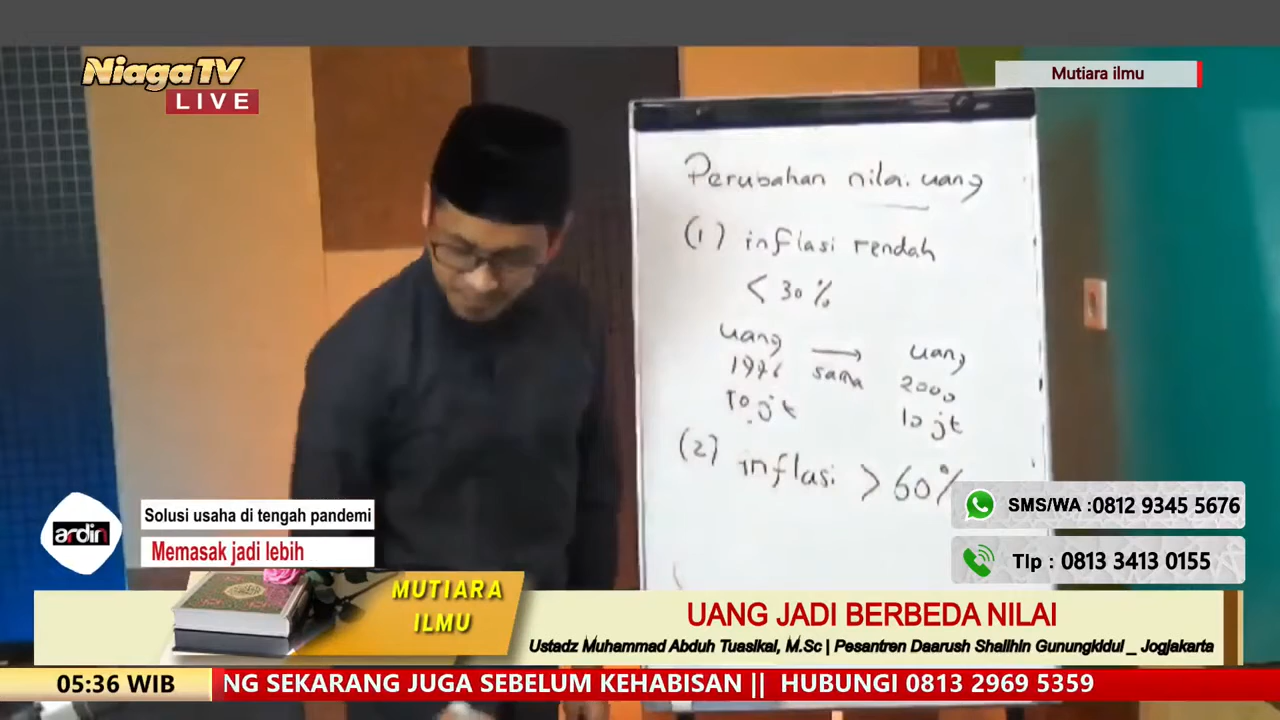 NiagaTV
LIVE
Mutiara ilmu
Perubahan nilai uang
(1) inflasi rendah
< 30%
uang → uang
1976 sama 2000
10 jt 10 jt
(2) inflasi > 60%
ardin
Solusi usaha di tengah pandemi
Memasak jadi lebih
SMS/WA :0812 9345 5676
Tlp : 0813 3413 0155
MUTIARA
ILMU
UANG JADI BERBEDA NILAI
Ustadz Muhammad Abduh Tuasikal, M.Sc | Pesantren Daarush Shalihin Gunungkidul _ Jogjakarta
05:36 WIB
NG SEKARANG JUGA SEBELUM KEHABISAN || HUBUNGI 0813 2969 5359